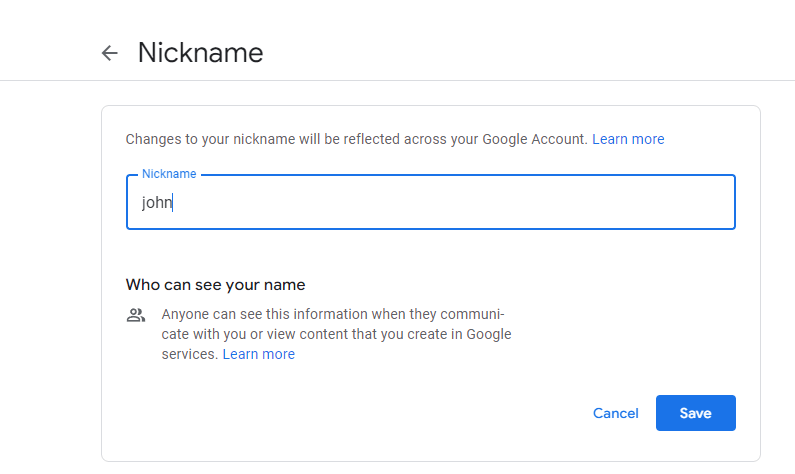 Nickname
Changes to your nickname will be reflected across your Google Account. Learn more
Nickname
john
Who can see your name
Anyone can see this information when they communi-
cate with you or view content that you create in Google
services. Learn more
Cancel Save